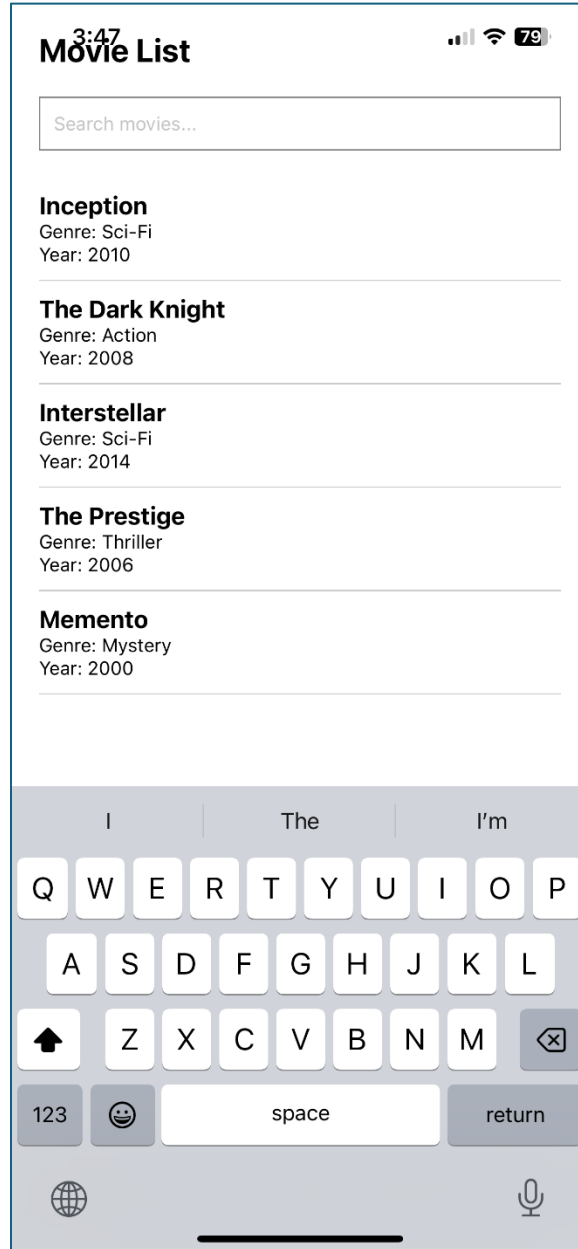 3:47
79
Movie List
Search movies...
Inception
Genre: Sci-Fi
Year: 2010
The Dark Knight
Genre: Action
Year: 2008
Interstellar
Genre: Sci-Fi
Year: 2014
The Prestige
Genre: Thriller
Year: 2006
Memento
Genre: Mystery
Year: 2000
I The I'm
Q W E R T Y U I O P
A S D F G H J K L
Z X C V B N M
123 space return